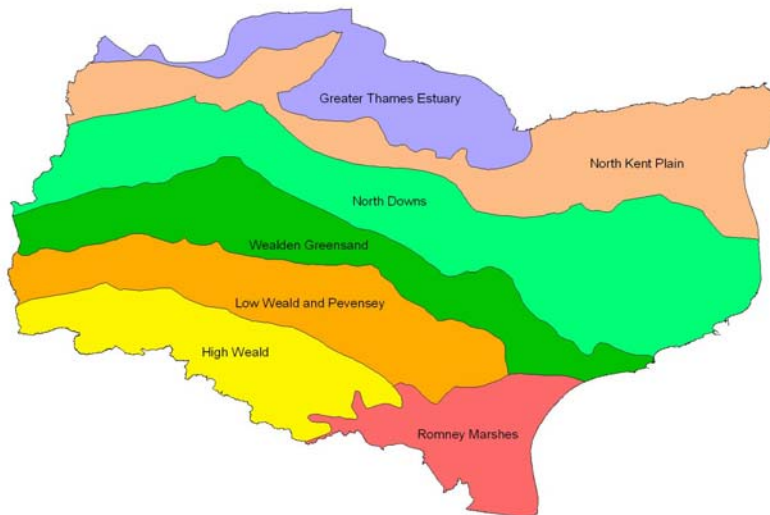 Greater Thames Estuary
North Kent Plain
North Downs
Wealden Greensand
Low Weald and Pevensey
High Weald
Romney Marshes